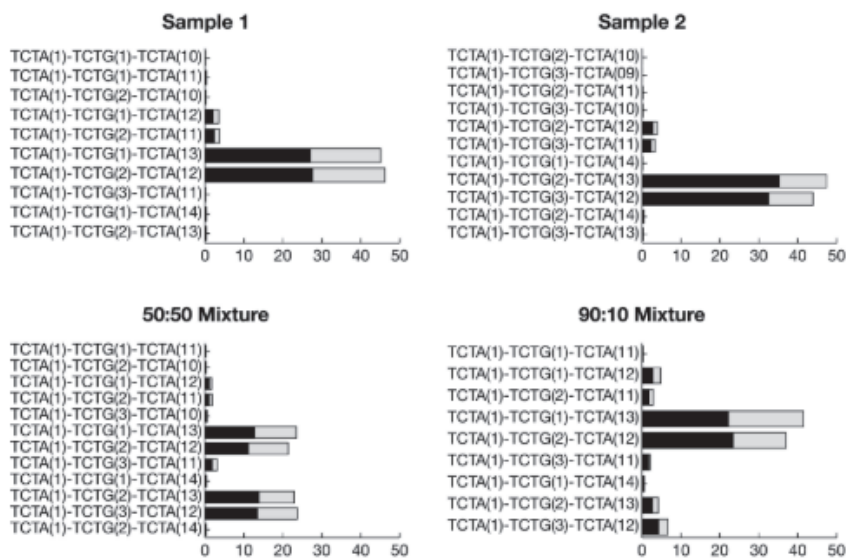 Sample 1
TCTA(1)-TCTG(1)-TCTA(10)
TCTA(1)-TCTG(1)-TCTA(11)
TCTA(1)-TCTG(2)-TCTA(10)
TCTA(1)-TCTG(1)-TCTA(12)
TCTA(1)-TCTG(2)-TCTA(11)
TCTA(1)-TCTG(1)-TCTA(13)
TCTA(1)-TCTG(2)-TCTA(12)
TCTA(1)-TCTG(3)-TCTA(11)
TCTA(1)-TCTG(1)-TCTA(14)
TCTA(1)-TCTG(2)-TCTA(13)
0 10 20 30 40 50
Sample 2
TCTA(1)-TCTG(2)-TCTA(10)
TCTA(1)-TCTG(3)-TCTA(09)
TCTA(1)-TCTG(2)-TCTA(11)
TCTA(1)-TCTG(3)-TCTA(10)
TCTA(1)-TCTG(2)-TCTA(12)
TCTA(1)-TCTG(3)-TCTA(11)
TCTA(1)-TCTG(1)-TCTA(14)
TCTA(1)-TCTG(2)-TCTA(13)
TCTA(1)-TCTG(3)-TCTA(12)
TCTA(1)-TCTG(2)-TCTA(14)
TCTA(1)-TCTG(3)-TCTA(13)
0 10 20 30 40 50
50:50 Mixture
TCTA(1)-TCTG(1)-TCTA(11)
TCTA(1)-TCTG(2)-TCTA(10)
TCTA(1)-TCTG(1)-TCTA(12)
TCTA(1)-TCTG(2)-TCTA(11)
TCTA(1)-TCTG(3)-TCTA(10)
TCTA(1)-TCTG(1)-TCTA(13)
TCTA(1)-TCTG(2)-TCTA(12)
TCTA(1)-TCTG(3)-TCTA(11)
TCTA(1)-TCTG(1)-TCTA(14)
TCTA(1)-TCTG(2)-TCTA(13)
TCTA(1)-TCTG(3)-TCTA(12)
TCTA(1)-TCTG(2)-TCTA(14)
0 10 20 30 40 50
90:10 Mixture
TCTA(1)-TCTG(1)-TCTA(11)
TCTA(1)-TCTG(1)-TCTA(12)
TCTA(1)-TCTG(2)-TCTA(11)
TCTA(1)-TCTG(1)-TCTA(13)
TCTA(1)-TCTG(2)-TCTA(12)
TCTA(1)-TCTG(3)-TCTA(11)
TCTA(1)-TCTG(1)-TCTA(14)
TCTA(1)-TCTG(2)-TCTA(13)
TCTA(1)-TCTG(3)-TCTA(12)
0 10 20 30 40 50